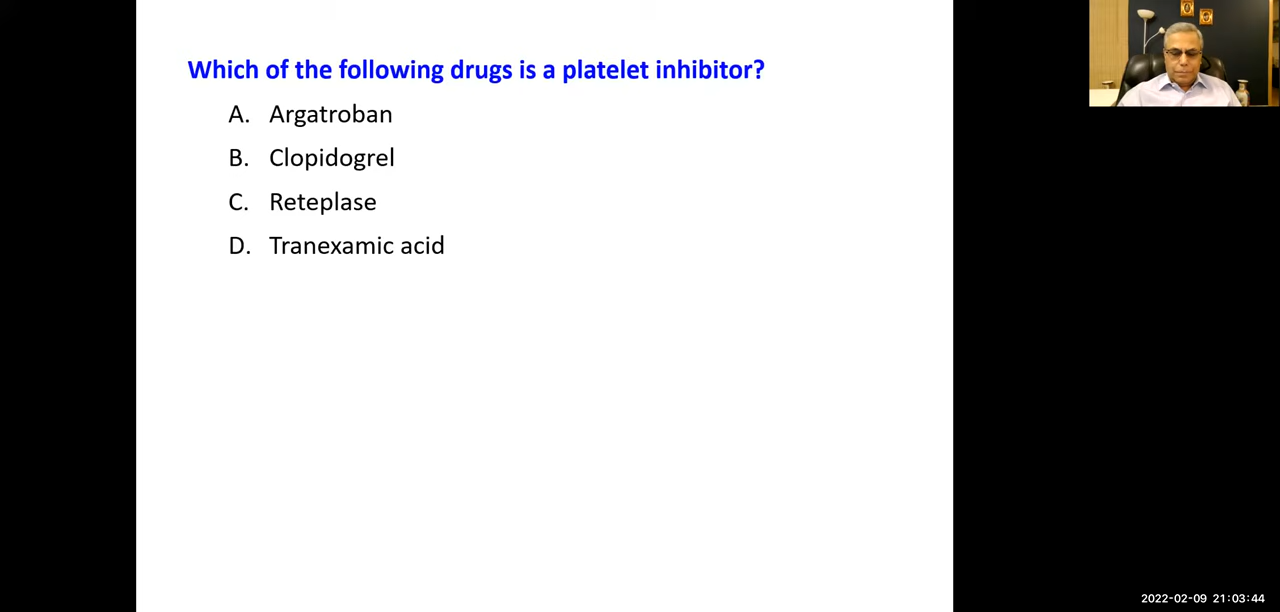 Which of the following drugs is a platelet inhibitor?
A. Argatroban
B. Clopidogrel
C. Reteplase
D. Tranexamic acid
2022-02-09 21:03:44